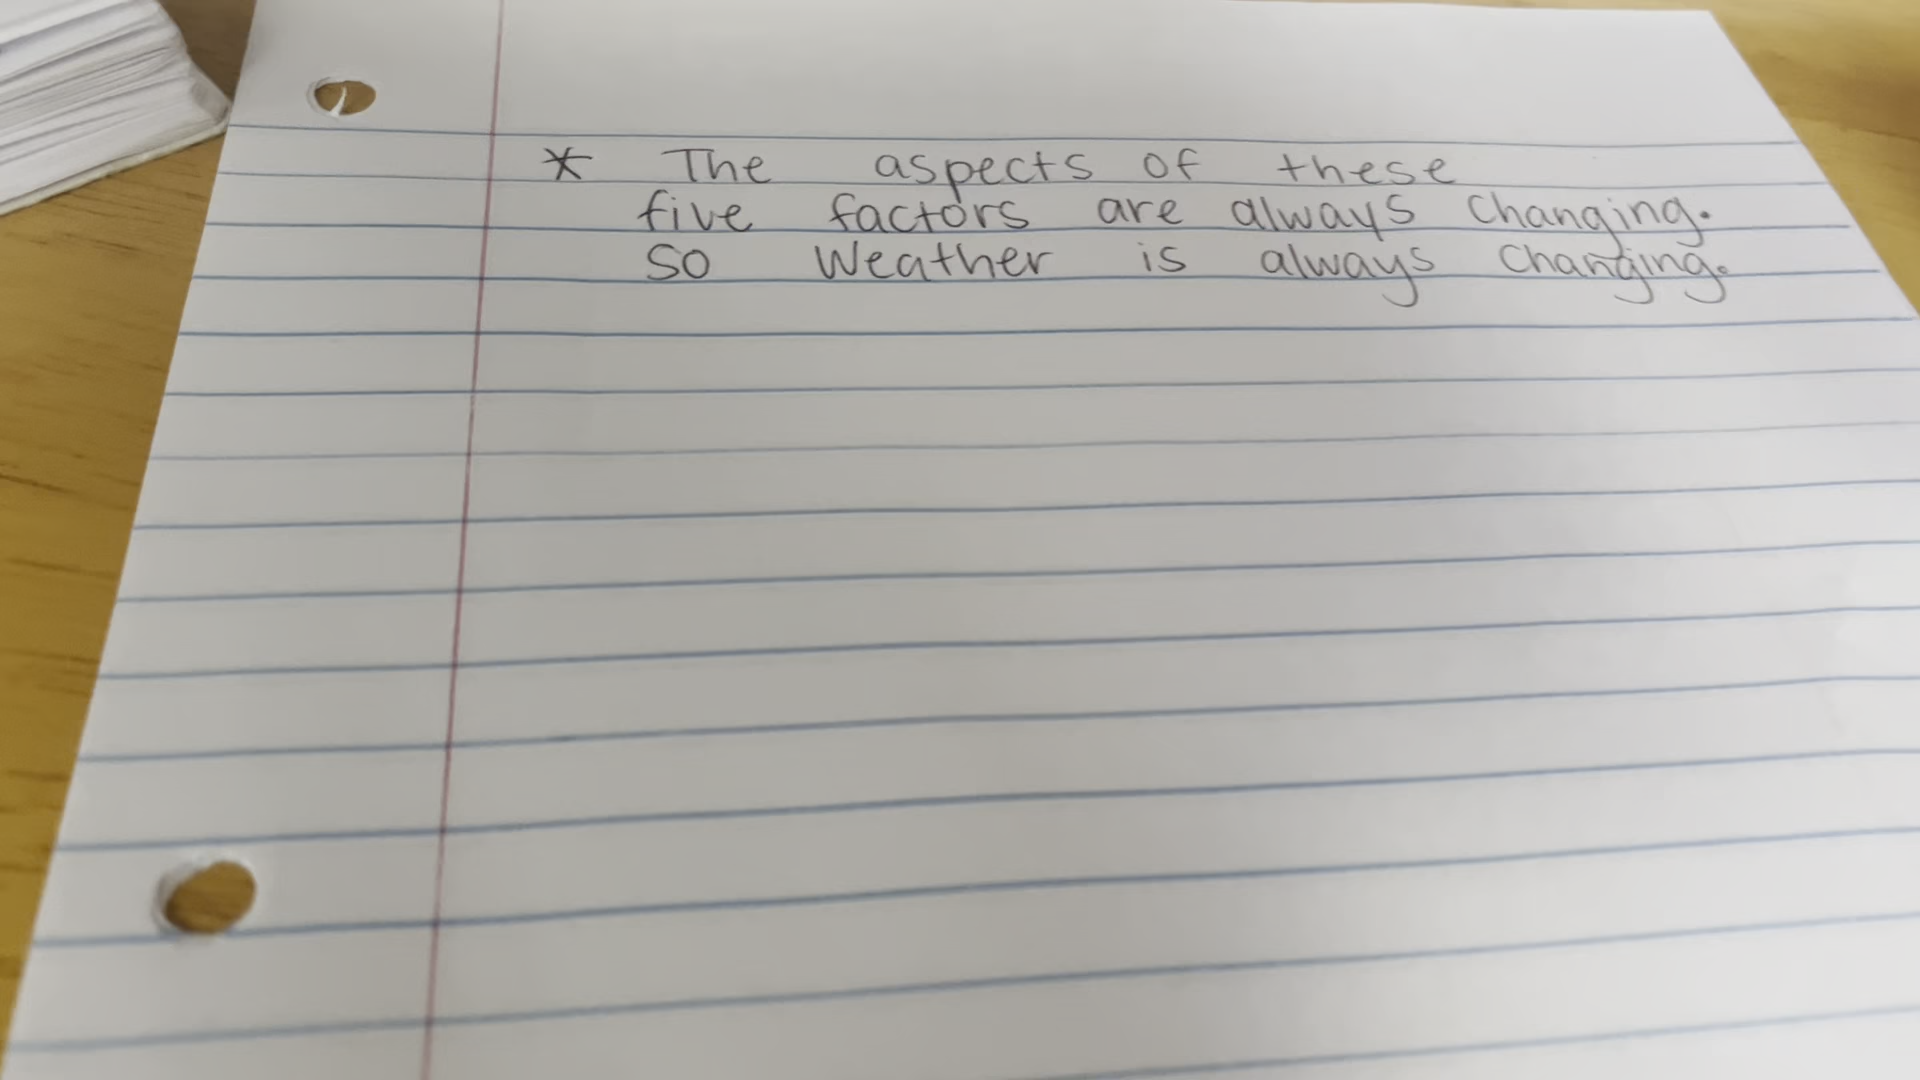 * The aspects of these
five factors are always changing.
So Weather is always changing.